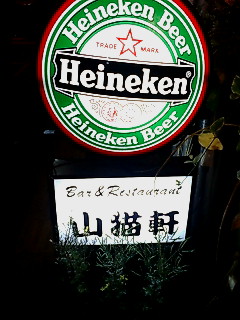 Heineken Beer
TRADE MARK
Heineken
Heineken Beer
Bar & Restaurant
山猫軒